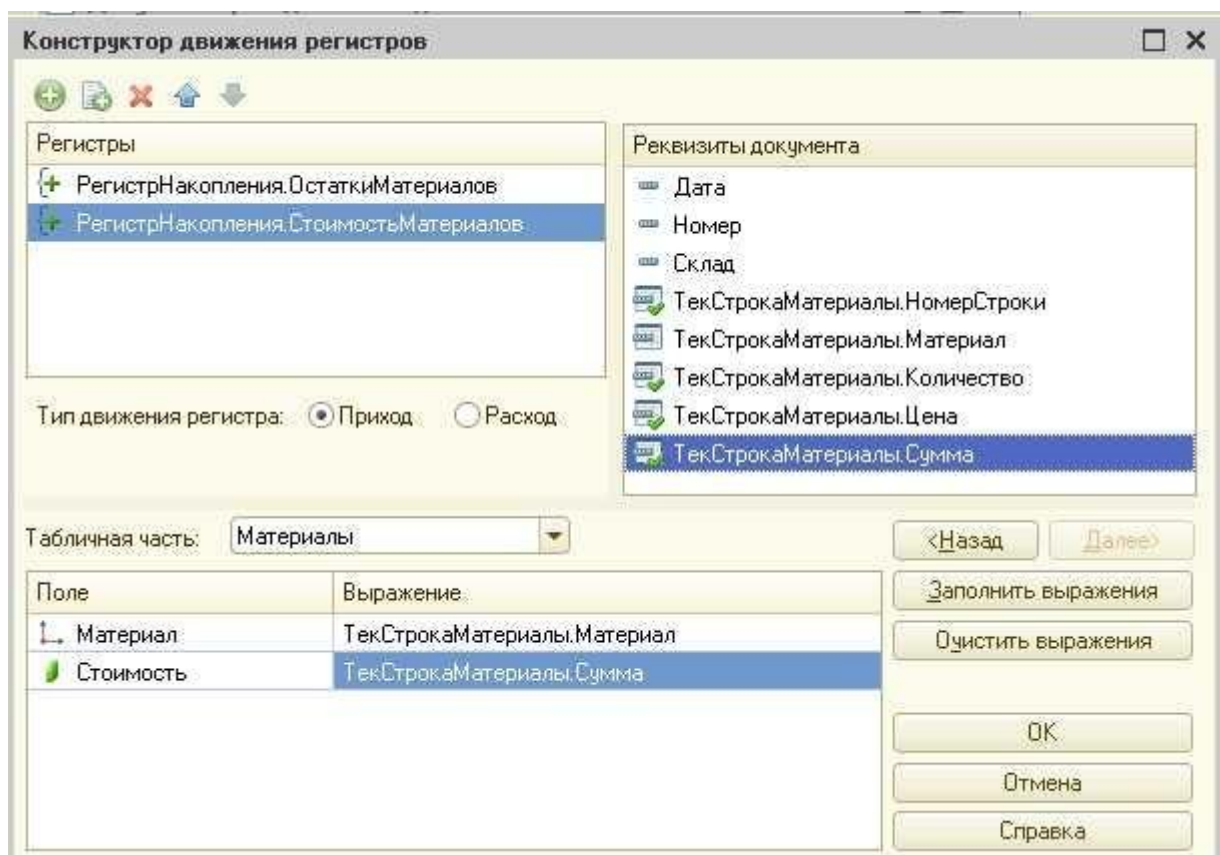 Конструктор движения регистров
Регистры
РегистрНакопления.ОстаткиМатериалов
РегистрНакопления.СтоимостьМатериалов
Тип движения регистра: Приход Расход
Реквизиты документа
Дата
Номер
Склад
ТекСтрокаМатериалы.НомерСтроки
ТекСтрокаМатериалы.Материал
ТекСтрокаМатериалы.Количество
ТекСтрокаМатериалы.Цена
ТекСтрокаМатериалы.Сумма
Табличная часть: Материалы
<Назад Далее>
Поле Выражение
Материал ТекСтрокаМатериалы.Материал
Стоимость ТекСтрокаМатериалы.Сумма
Заполнить выражения
Очистить выражения
OK
Отмена
Справка